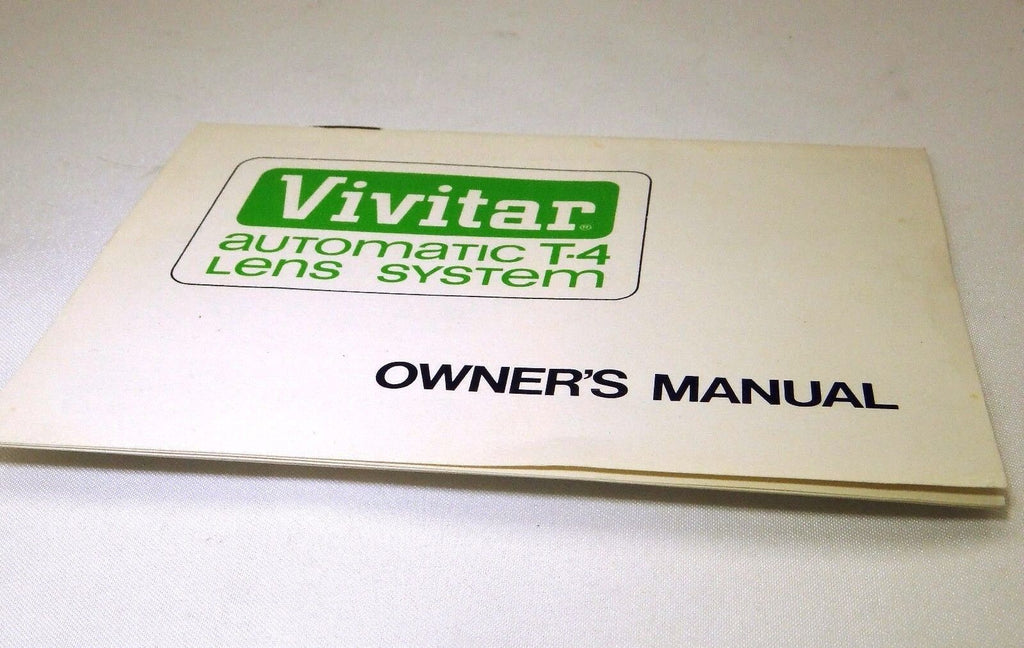 Vivitar®
automatic T-4
Lens system
OWNER'S MANUAL